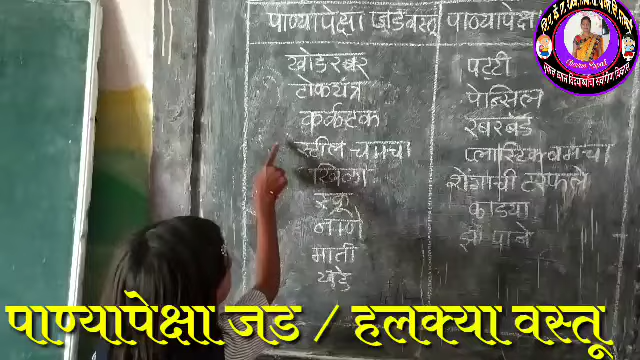 पाण्यापेक्षा जड वस्तू
पाण्यापेक्षा
खोडरबर
टोकयंत्र
कर्कटक
स्टील चमचा
खिळा
स्क्रू
नाणे
माती
खडे
पट्टी
पेन्सिल
रबरबँड
प्लास्टिक चमचा
शेंगाची टरफले
काड्या
पाण्यापेक्षा जड / हलक्या वस्तू